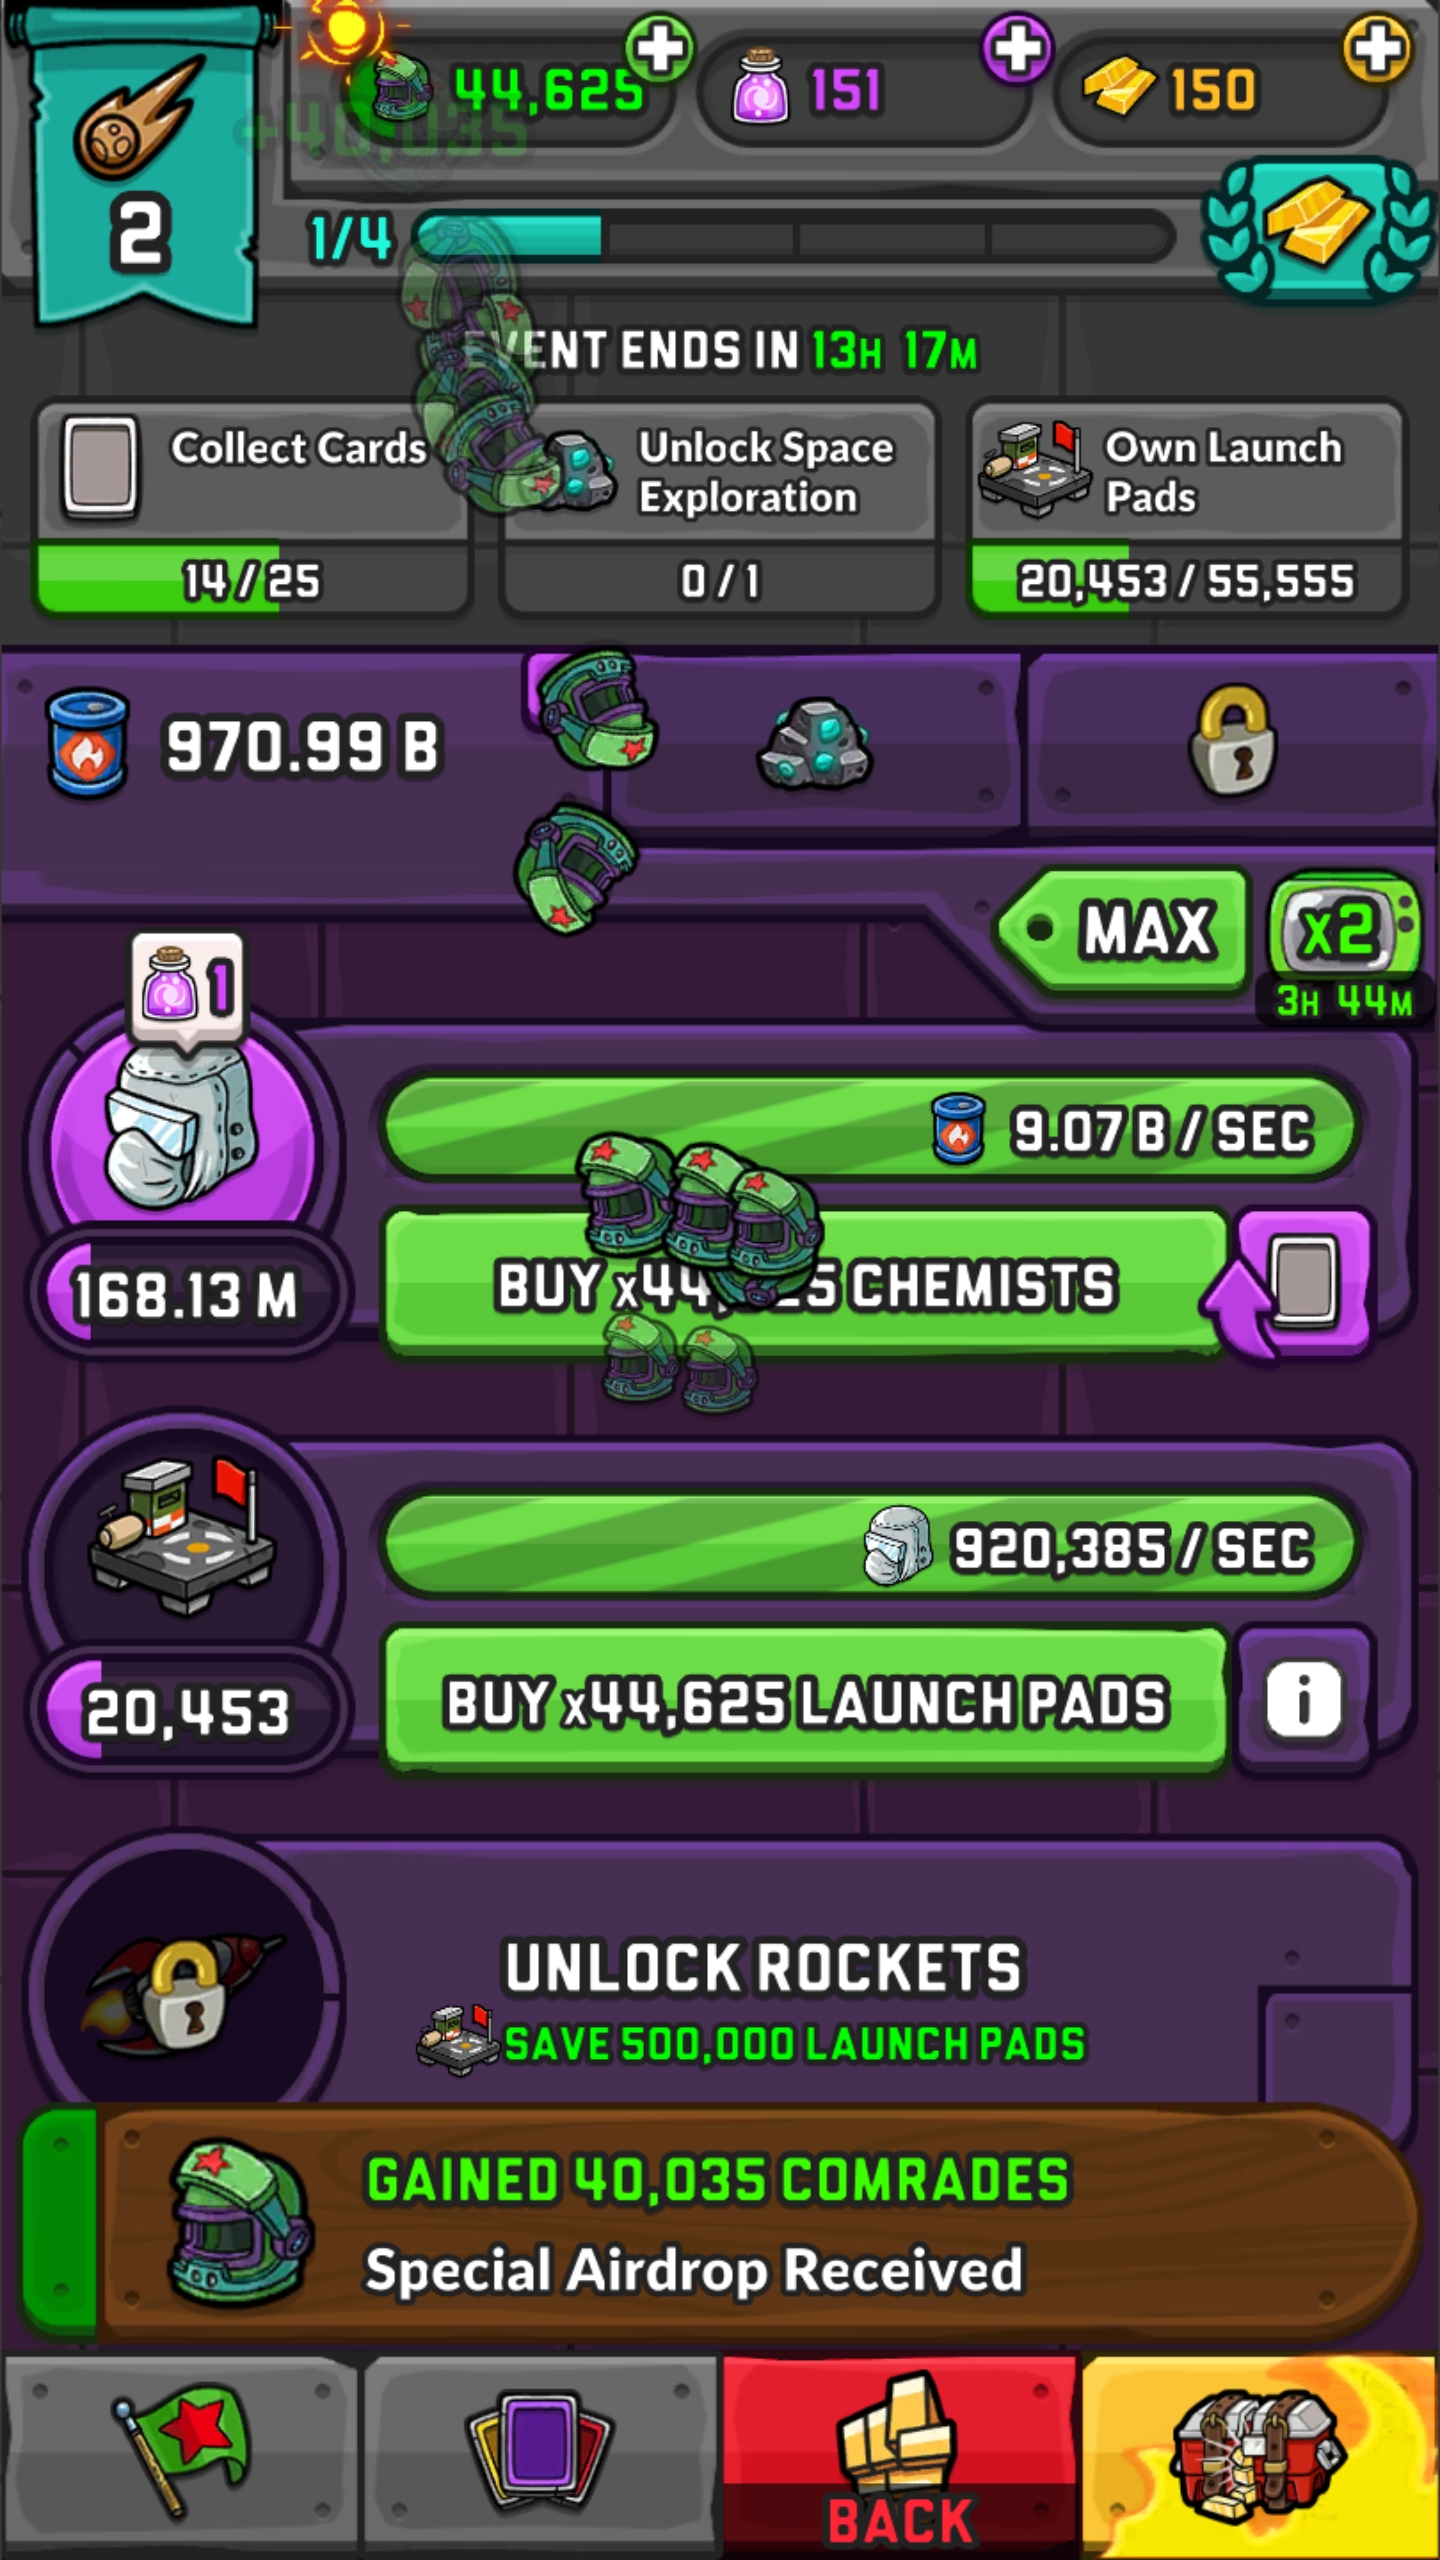 44,625
151
150
+40,035
2
1/4
EVENT ENDS IN 13H 17M
Collect Cards
14/25
Unlock Space
Exploration
0/1
Own Launch
Pads
20,453/55,555
970.99 B
MAX
x2
3H 44M
1
9.07 B / SEC
168.13 M
BUY x44, 5 CHEMISTS
920,385 / SEC
20,453
BUY x44,625 LAUNCH PADS
i
UNLOCK ROCKETS
SAVE 500,000 LAUNCH PADS
GAINED 40,035 COMRADES
Special Airdrop Received
BACK